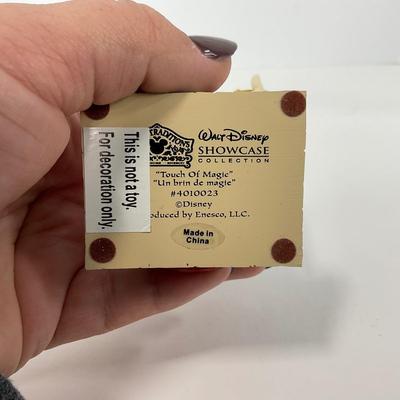 This is not a toy.
For decoration only.
TRADITIONS
WALT DISNEY
SHOWCASE
COLLECTION
"Touch Of Magic"
"Un brin de magie"
#4010023
©Disney
roduced by Enesco, LLC.
Made in
China